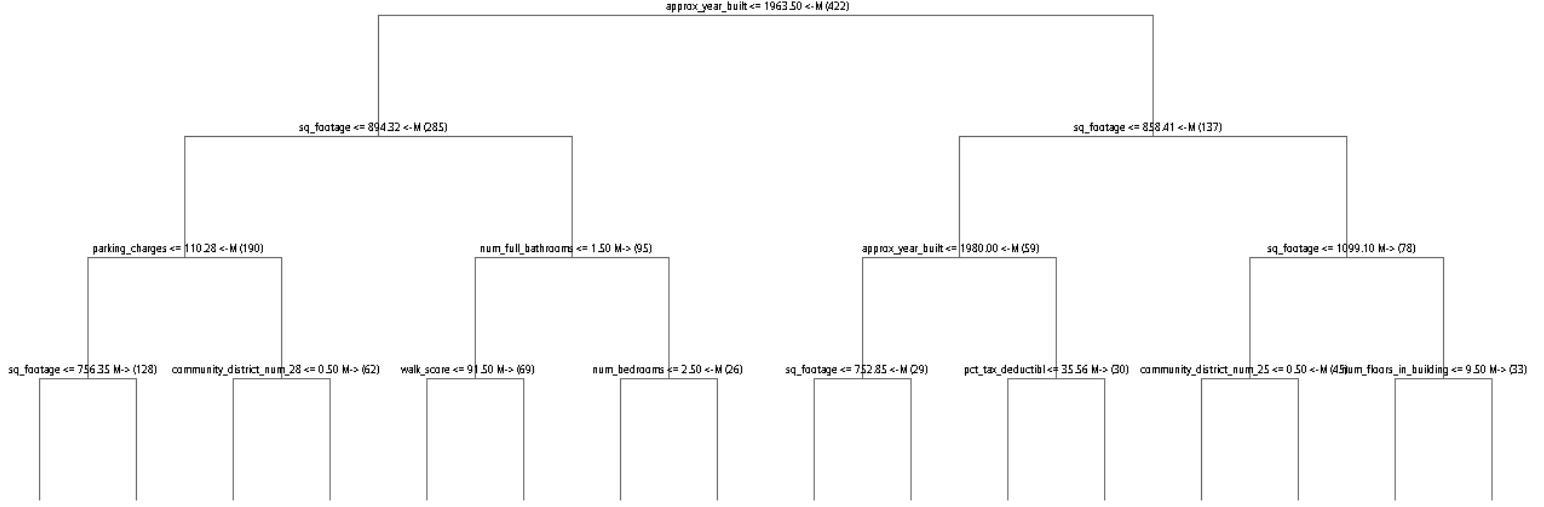 approx_year_built <= 1963.50 <-M (422)
sq_footage <= 894.32 <-M (285)
sq_footage <= 858.41 <-M (137)
parking_charges <= 110.28 <-M (190)
num_full_bathrooms <= 1.50 M-> (95)
approx_year_built <= 1980.00 <-M (59)
sq_footage <= 1099.10 M-> (78)
sq_footage <= 756.35 M-> (128)
community_district_num_28 <= 0.50 M-> (62)
walk_score <= 91.50 M-> (69)
num_bedrooms <= 2.50 <-M (26)
sq_footage <= 752.85 <-M (29)
pct_tax_deductibl <= 35.56 M-> (30)
community_district_num_25 <= 0.50 <-M (45)
num_floors_in_building <= 9.50 M-> (33)